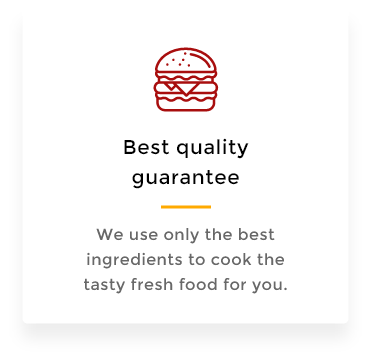 Best quality
guarantee
We use only the best
ingredients to cook the
tasty fresh food for you.